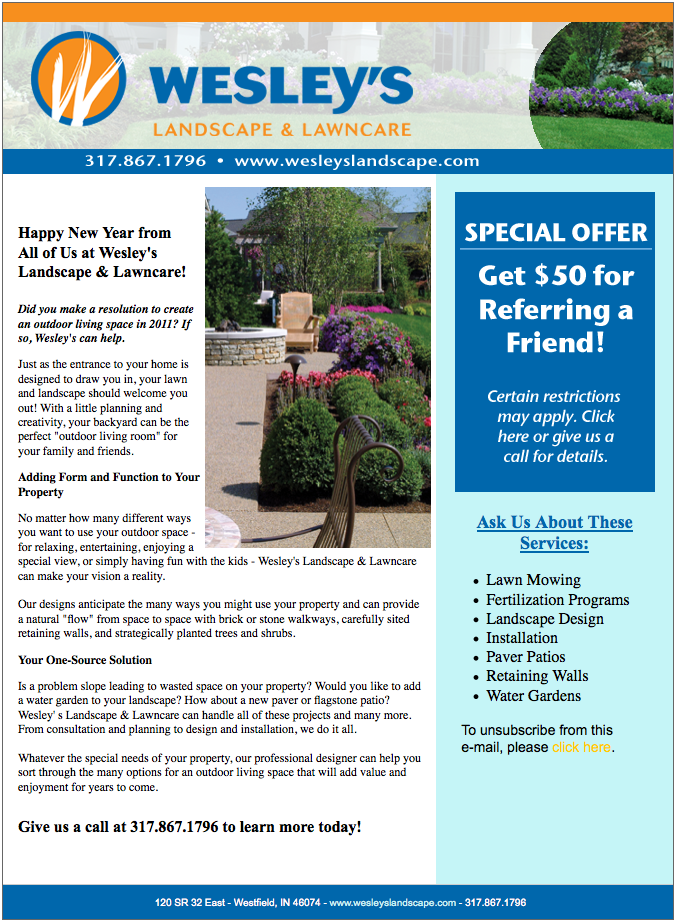 WESLEY'S
LANDSCAPE & LAWNCARE
317.867.1796 • www.wesleyslandscape.com
Happy New Year from
All of Us at Wesley's
Landscape & Lawncare!
Did you make a resolution to create
an outdoor living space in 2011? If
so, Wesley's can help.
Just as the entrance to your home is
designed to draw you in, your lawn
and landscape should welcome you
out! With a little planning and
creativity, your backyard can be the
perfect "outdoor living room" for
your family and friends.
Adding Form and Function to Your
Property
No matter how many different ways
you want to use your outdoor space -
for relaxing, entertaining, enjoying a
special view, or simply having fun with the kids - Wesley's Landscape & Lawncare
can make your vision a reality.
Our designs anticipate the many ways you might use your property and can provide
a natural "flow" from space to space with brick or stone walkways, carefully sited
retaining walls, and strategically planted trees and shrubs.
Your One-Source Solution
Is a problem slope leading to wasted space on your property? Would you like to add
a water garden to your landscape? How about a new paver or flagstone patio?
Wesley' s Landscape & Lawncare can handle all of these projects and many more.
From consultation and planning to design and installation, we do it all.
Whatever the special needs of your property, our professional designer can help you
sort through the many options for an outdoor living space that will add value and
enjoyment for years to come.
Give us a call at 317.867.1796 to learn more today!
SPECIAL OFFER
Get $50 for
Referring a
Friend!
Certain restrictions
may apply. Click
here or give us a
call for details.
Ask Us About These
Services:
• Lawn Mowing
• Fertilization Programs
• Landscape Design
• Installation
• Paver Patios
• Retaining Walls
• Water Gardens
To unsubscribe from this
e-mail, please click here.
120 SR 32 East - Westfield, IN 46074 - www.wesleyslandscape.com - 317.867.1796